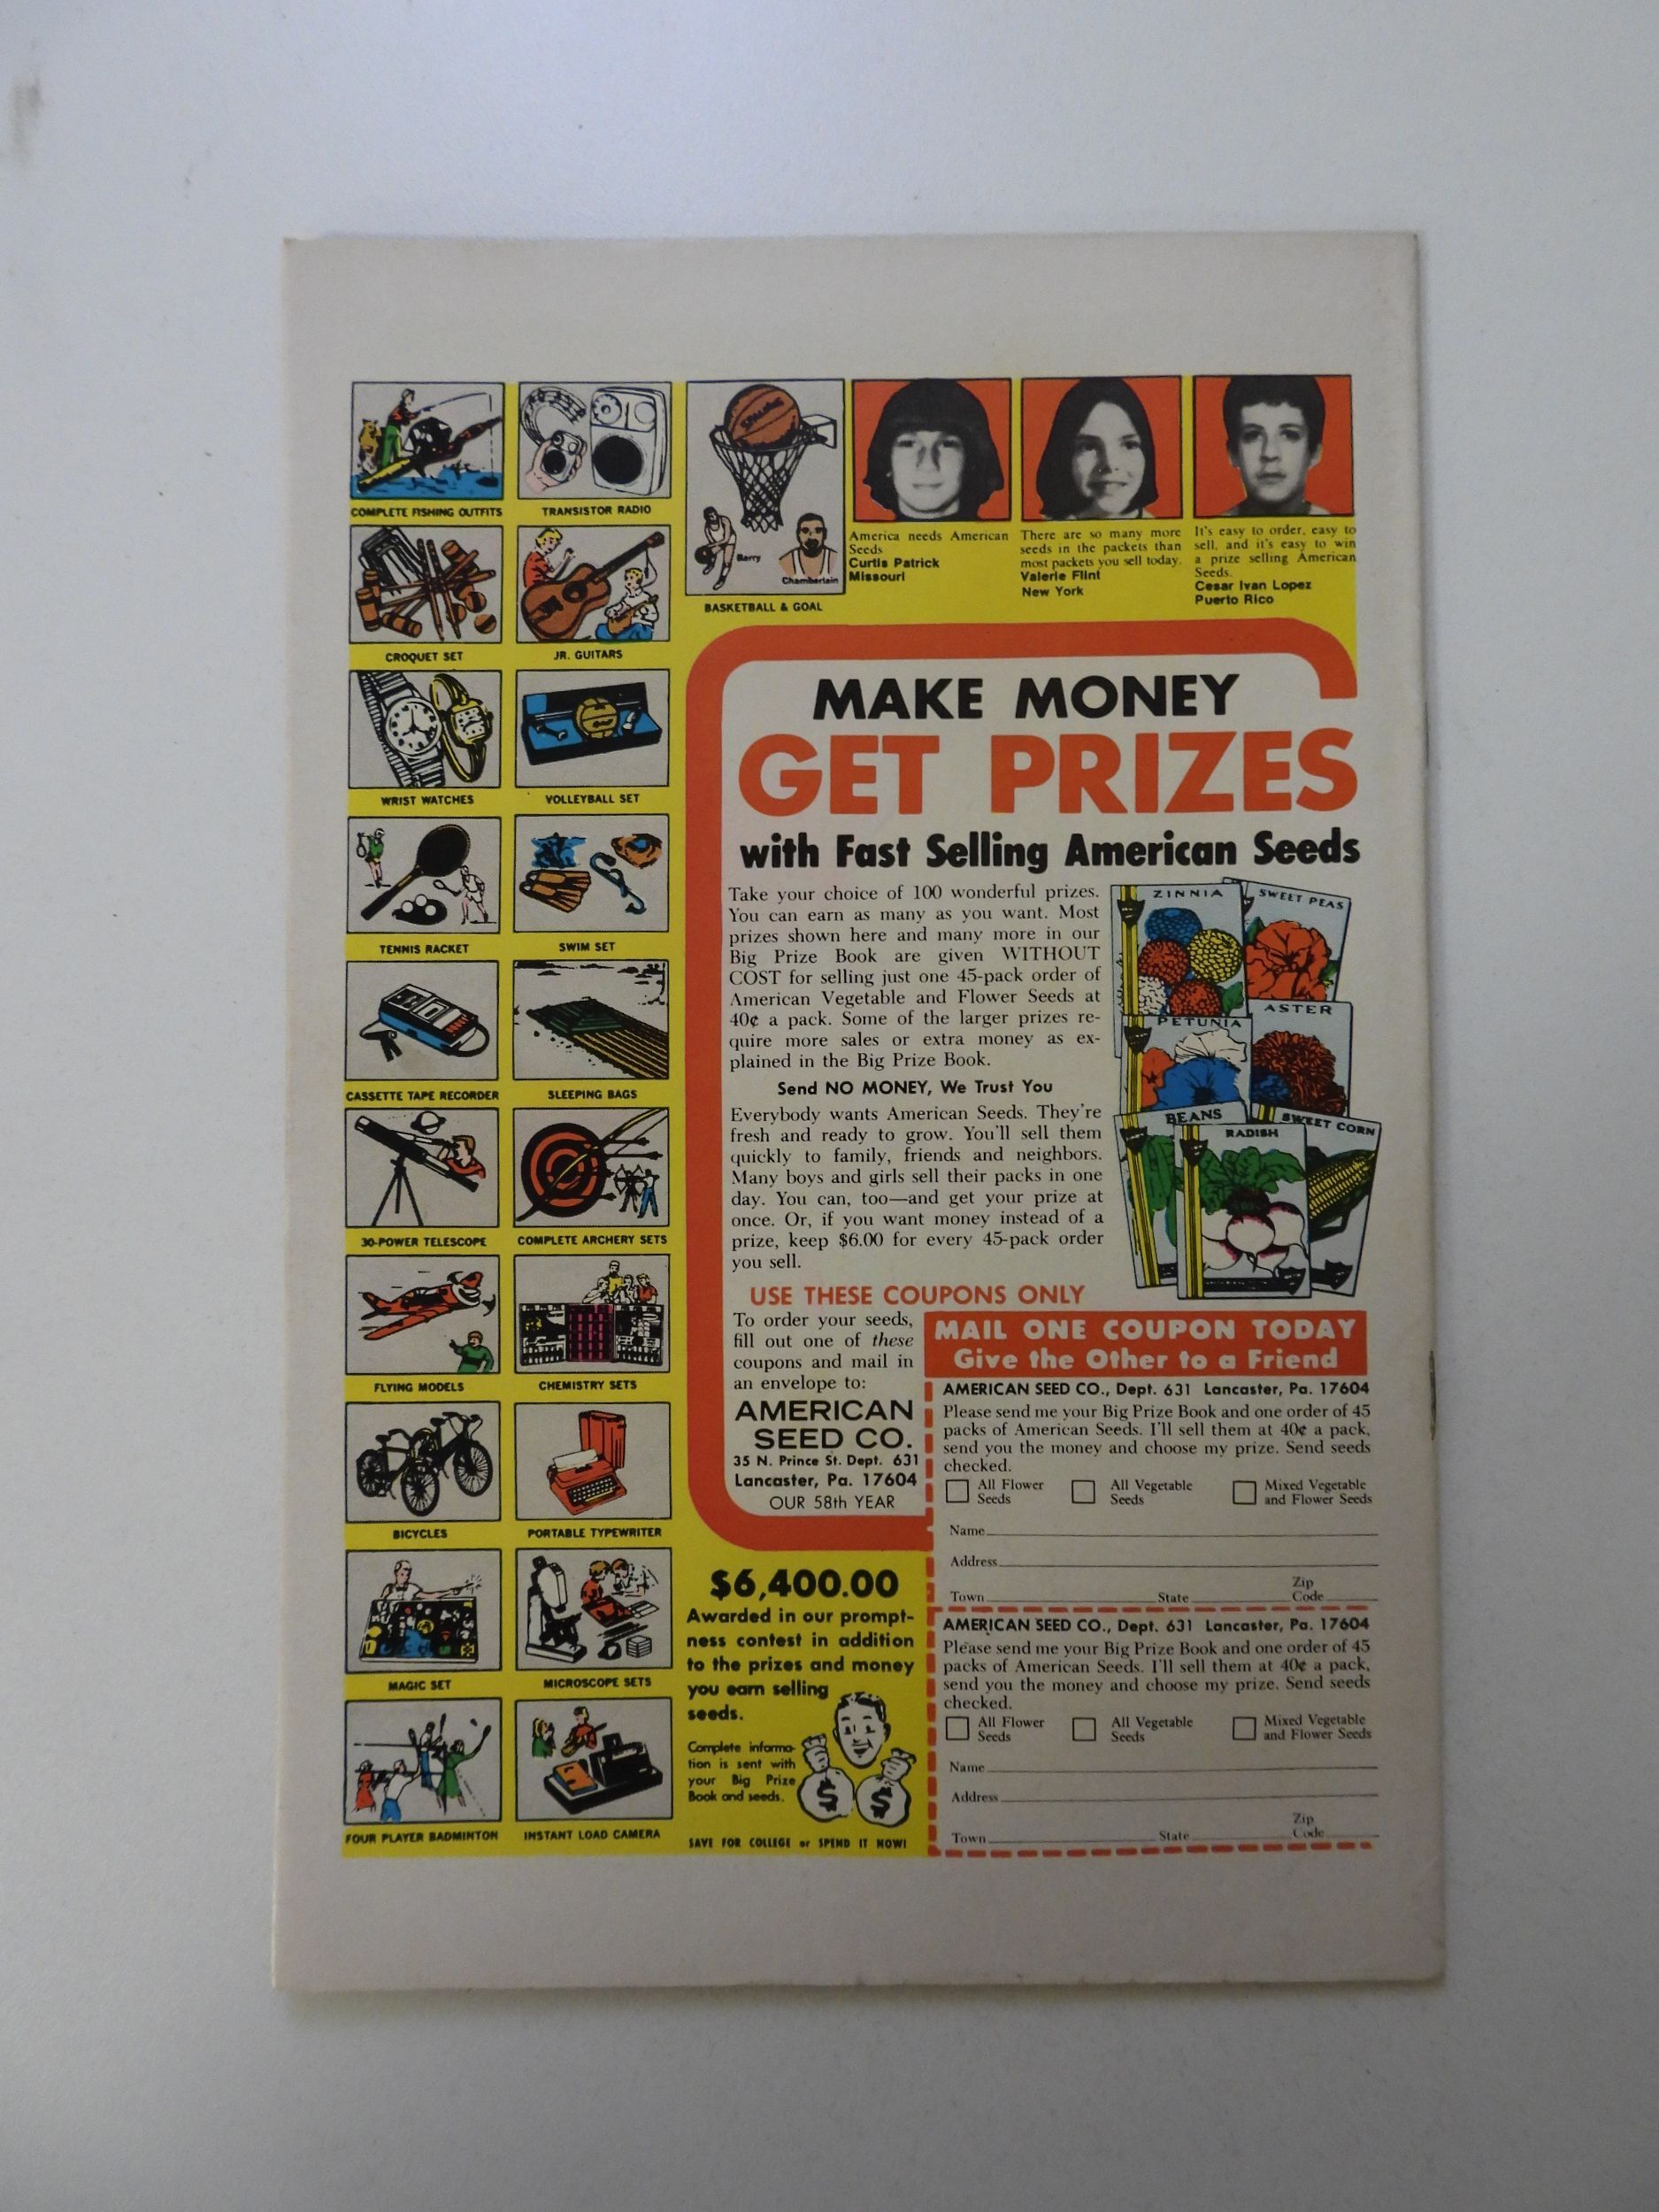 COMPLETE FISHING OUTFITS
TRANSISTOR RADIO
CROQUET SET
JR. GUITARS
WRIST WATCHES
VOLLEYBALL SET
TENNIS RACKET
SWIM SET
CASSETTE TAPE RECORDER
SLEEPING BAGS
30-POWER TELESCOPE
COMPLETE ARCHERY SETS
FLYING MODELS
CHEMISTRY SETS
BICYCLES
PORTABLE TYPEWRITER
MAGIC SET
MICROSCOPE SETS
FOUR PLAYER BADMINTON
INSTANT LOAD CAMERA
SPALDING
Barry
Chamberlain
BASKETBALL & GOAL
America needs American
Seeds
Curtis Patrick
Missouri
There are so many more
seeds in the packets than
most packets you sell today.
Valerie Flint
New York
It's easy to order, easy to
sell, and it's easy to win
a prize selling American
Seeds.
Cesar Ivan Lopez
Puerto Rico
MAKE MONEY
GET PRIZES
with Fast Selling American Seeds
Take your choice of 100 wonderful prizes.
You can earn as many as you want. Most
prizes shown here and many more in our
Big Prize Book are given WITHOUT
COST for selling just one 45-pack order of
American Vegetable and Flower Seeds at
40¢ a pack. Some of the larger prizes re-
quire more sales or extra money as ex-
plained in the Big Prize Book.
Send NO MONEY, We Trust You
Everybody wants American Seeds. They're
fresh and ready to grow. You'll sell them
quickly to family, friends and neighbors.
Many boys and girls sell their packs in one
day. You can, too—and get your prize at
once. Or, if you want money instead of a
prize, keep $6.00 for every 45-pack order
you sell.
ZINNIA
SWEET PEAS
PETUNIA
ASTER
BEANS
RADISH
SWEET CORN
USE THESE COUPONS ONLY
To order your seeds,
fill out one of these
coupons and mail in
an envelope to:
AMERICAN
SEED CO.
35 N. Prince St. Dept. 631
Lancaster, Pa. 17604
OUR 58th YEAR
MAIL ONE COUPON TODAY
Give the Other to a Friend
AMERICAN SEED CO., Dept. 631 Lancaster, Pa. 17604
Please send me your Big Prize Book and one order of 45
packs of American Seeds. I'll sell them at 40¢ a pack,
send you the money and choose my prize. Send seeds
checked.
All Flower
Seeds
All Vegetable
Seeds
Mixed Vegetable
and Flower Seeds
Name
Address
Town State Zip
Code
AMERICAN SEED CO., Dept. 631 Lancaster, Pa. 17604
Please send me your Big Prize Book and one order of 45
packs of American Seeds. I'll sell them at 40¢ a pack,
send you the money and choose my prize. Send seeds
checked.
All Flower
Seeds
All Vegetable
Seeds
Mixed Vegetable
and Flower Seeds
Name
Address
Town State Zip
Code
$6,400.00
Awarded in our prompt-
ness contest in addition
to the prizes and money
you earn selling
seeds.
Complete informa-
tion is sent with
your Big Prize
Book and seeds.
$ $
SAVE FOR COLLEGE or SPEND IT NOW!